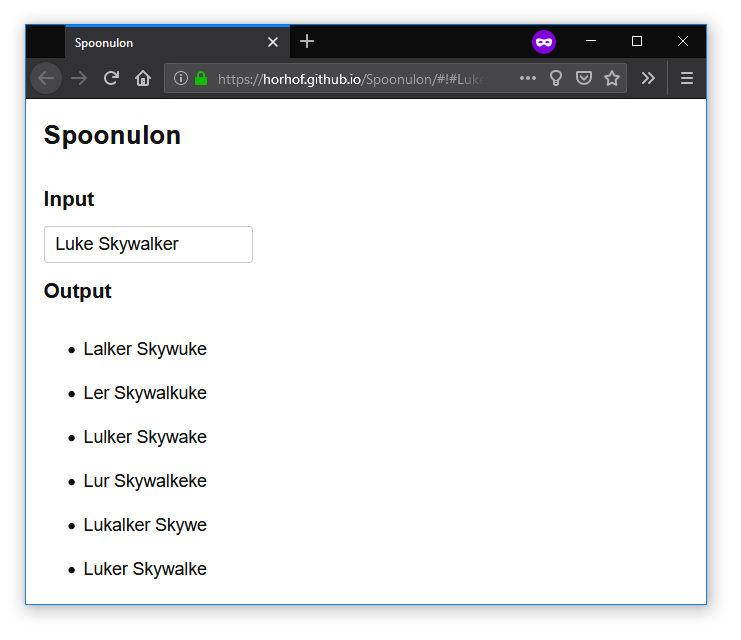 Spoonulon
https://horhof.github.io/Spoonulon/#!#Luke
Spoonulon
Input
Luke Skywalker
Output
Lalker Skywuke
Ler Skywalkuke
Lulker Skywake
Lur Skywalkeke
Lukalker Skywe
Luker Skywalke